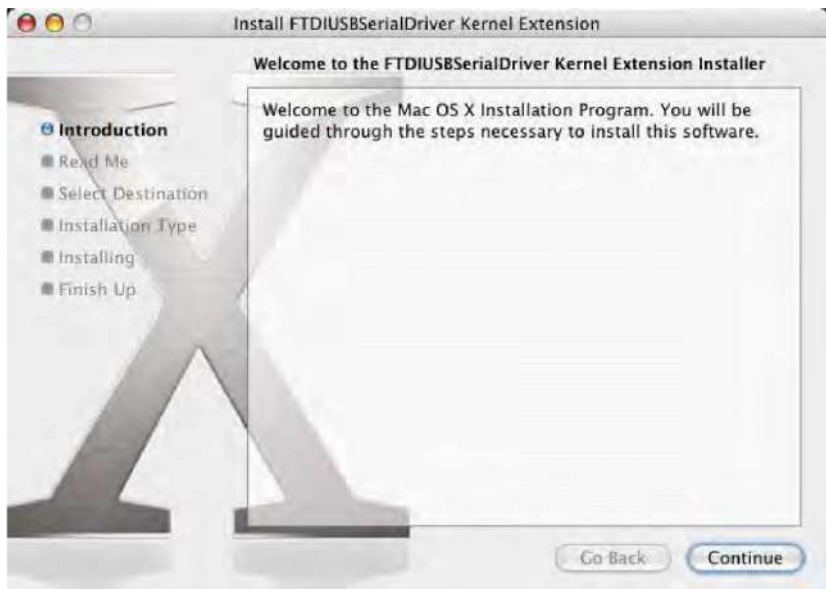 Install FTDIUSBSerialDriver Kernel Extension
Welcome to the FTDIUSBSerialDriver Kernel Extension Installer
Introduction
Read Me
Select Destination
Installation Type
Installing
Finish Up
Welcome to the Mac OS X Installation Program. You will be
guided through the steps necessary to install this software.
Go Back
Continue